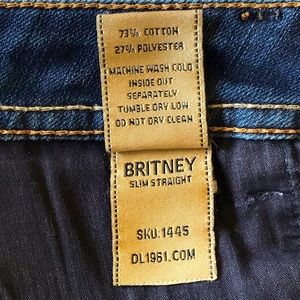 73% COTTON
27% POLYESTER
MACHINE WASH COLD
INSIDE OUT
SEPARATELY
TUMBLE DRY LOW
DO NOT DRY CLEAN
BRITNEY
SLIM STRAIGHT
SKU:1445
DL1961.COM